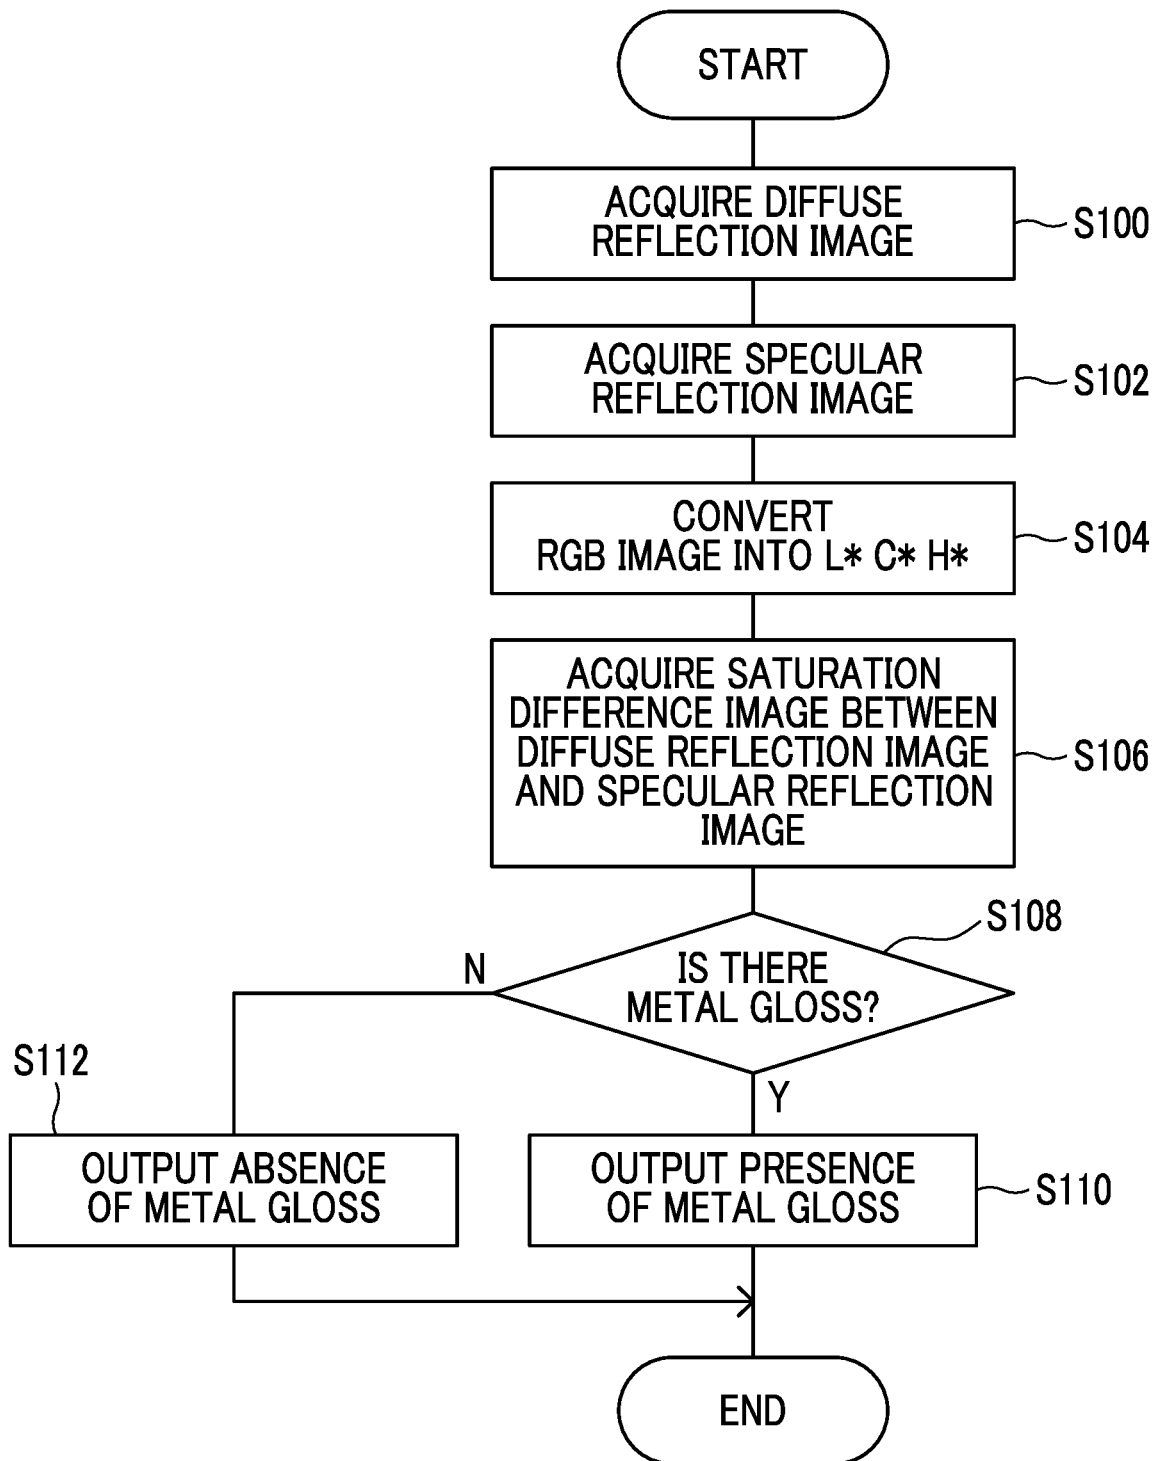 START
ACQUIRE DIFFUSE
REFLECTION IMAGE
S100
ACQUIRE SPECULAR
REFLECTION IMAGE
S102
CONVERT
RGB IMAGE INTO L* C* H*
S104
ACQUIRE SATURATION
DIFFERENCE IMAGE BETWEEN
DIFFUSE REFLECTION IMAGE
AND SPECULAR REFLECTION
IMAGE
S106
S108
IS THERE
METAL GLOSS?
N
Y
S112
OUTPUT ABSENCE
OF METAL GLOSS
OUTPUT PRESENCE
OF METAL GLOSS
S110
END